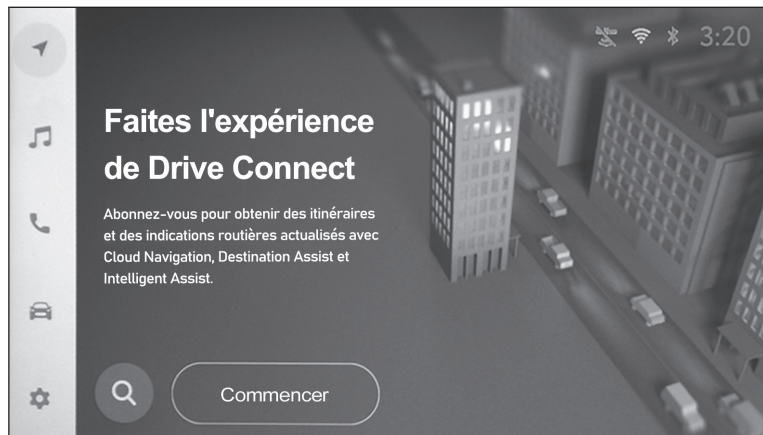 3:20
Faites l'expérience
de Drive Connect
Abonnez-vous pour obtenir des itinéraires
et des indications routières actualisés avec
Cloud Navigation, Destination Assist et
Intelligent Assist.
Commencer